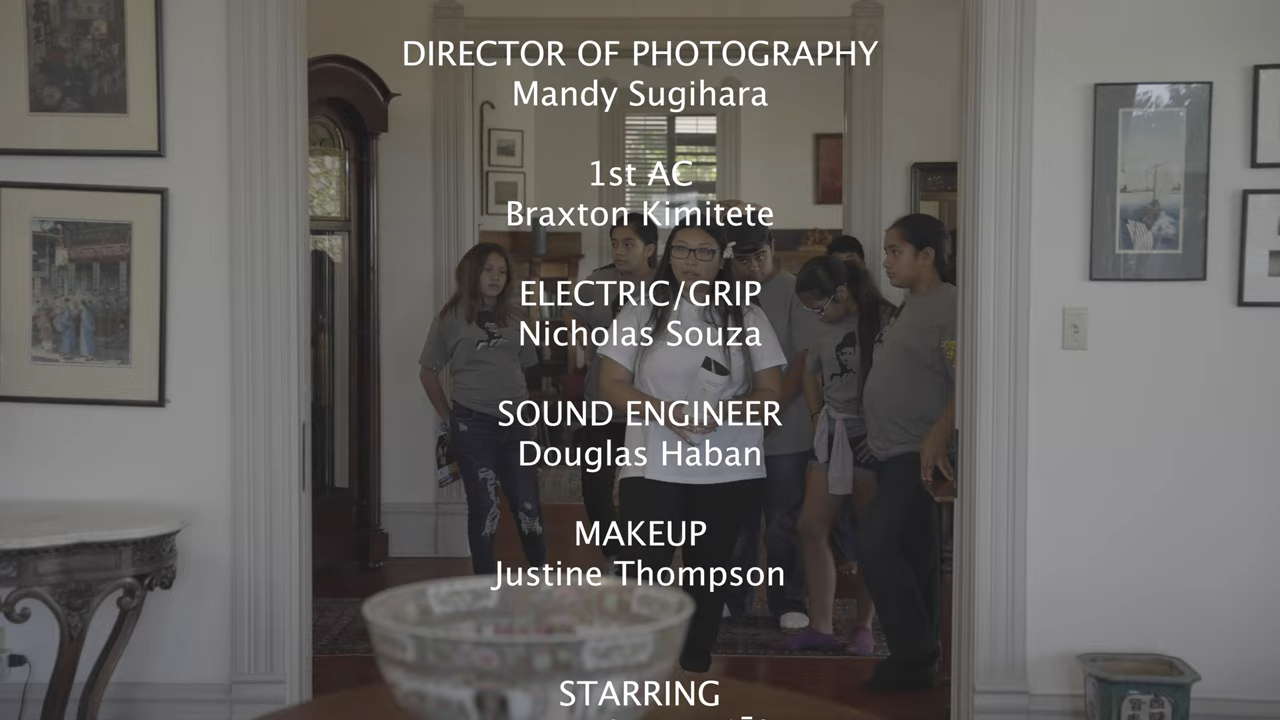 DIRECTOR OF PHOTOGRAPHY
Mandy Sugihara
1st AC
Braxton Kimitete
ELECTRIC/GRIP
Nicholas Souza
SOUND ENGINEER
Douglas Haban
MAKEUP
Justine Thompson
STARRING